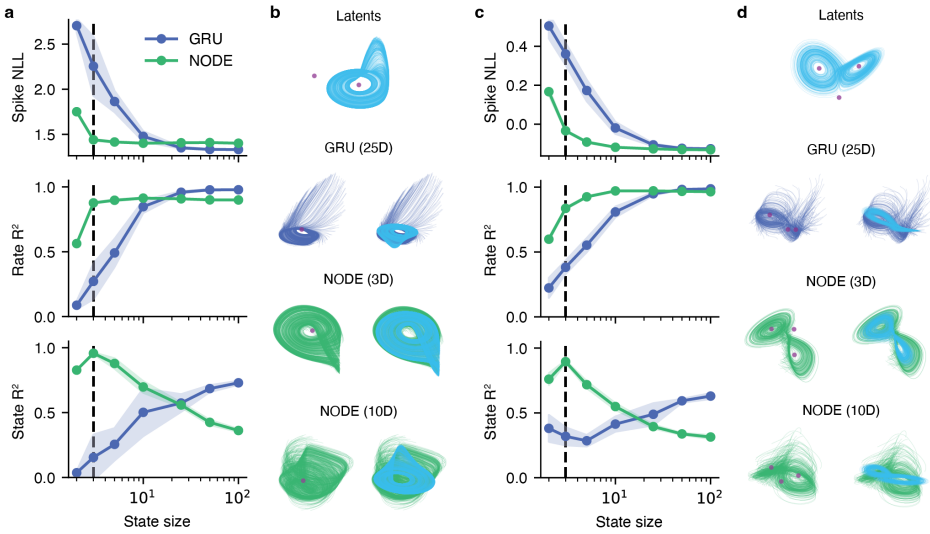 a
Spike NLL
2.5
2.0
1.5
GRU
NODE
Rate R²
1.0
0.5
0.0
State R²
1.0
0.5
0.0
10¹
10²
State size
b
Latents
GRU (25D)
NODE (3D)
NODE (10D)
c
Spike NLL
0.4
0.2
0.0
Rate R²
1.0
0.5
0.0
State R²
1.0
0.5
0.0
10¹
10²
State size
d
Latents
GRU (25D)
NODE (3D)
NODE (10D)